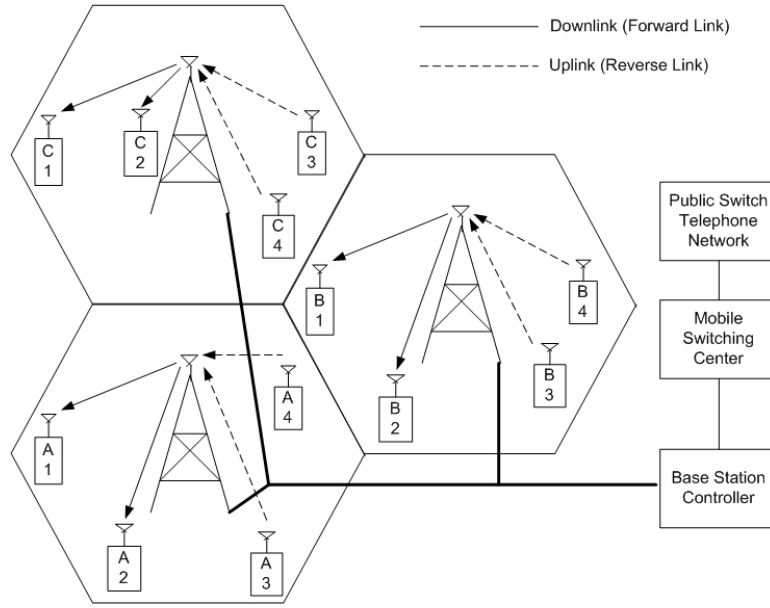 Downlink (Forward Link)
Uplink (Reverse Link)
C
1
C
2
C
3
C
4
B
1
B
2
B
3
B
4
A
1
A
2
A
3
A
4
Public Switch
Telephone
Network
Mobile
Switching
Center
Base Station
Controller